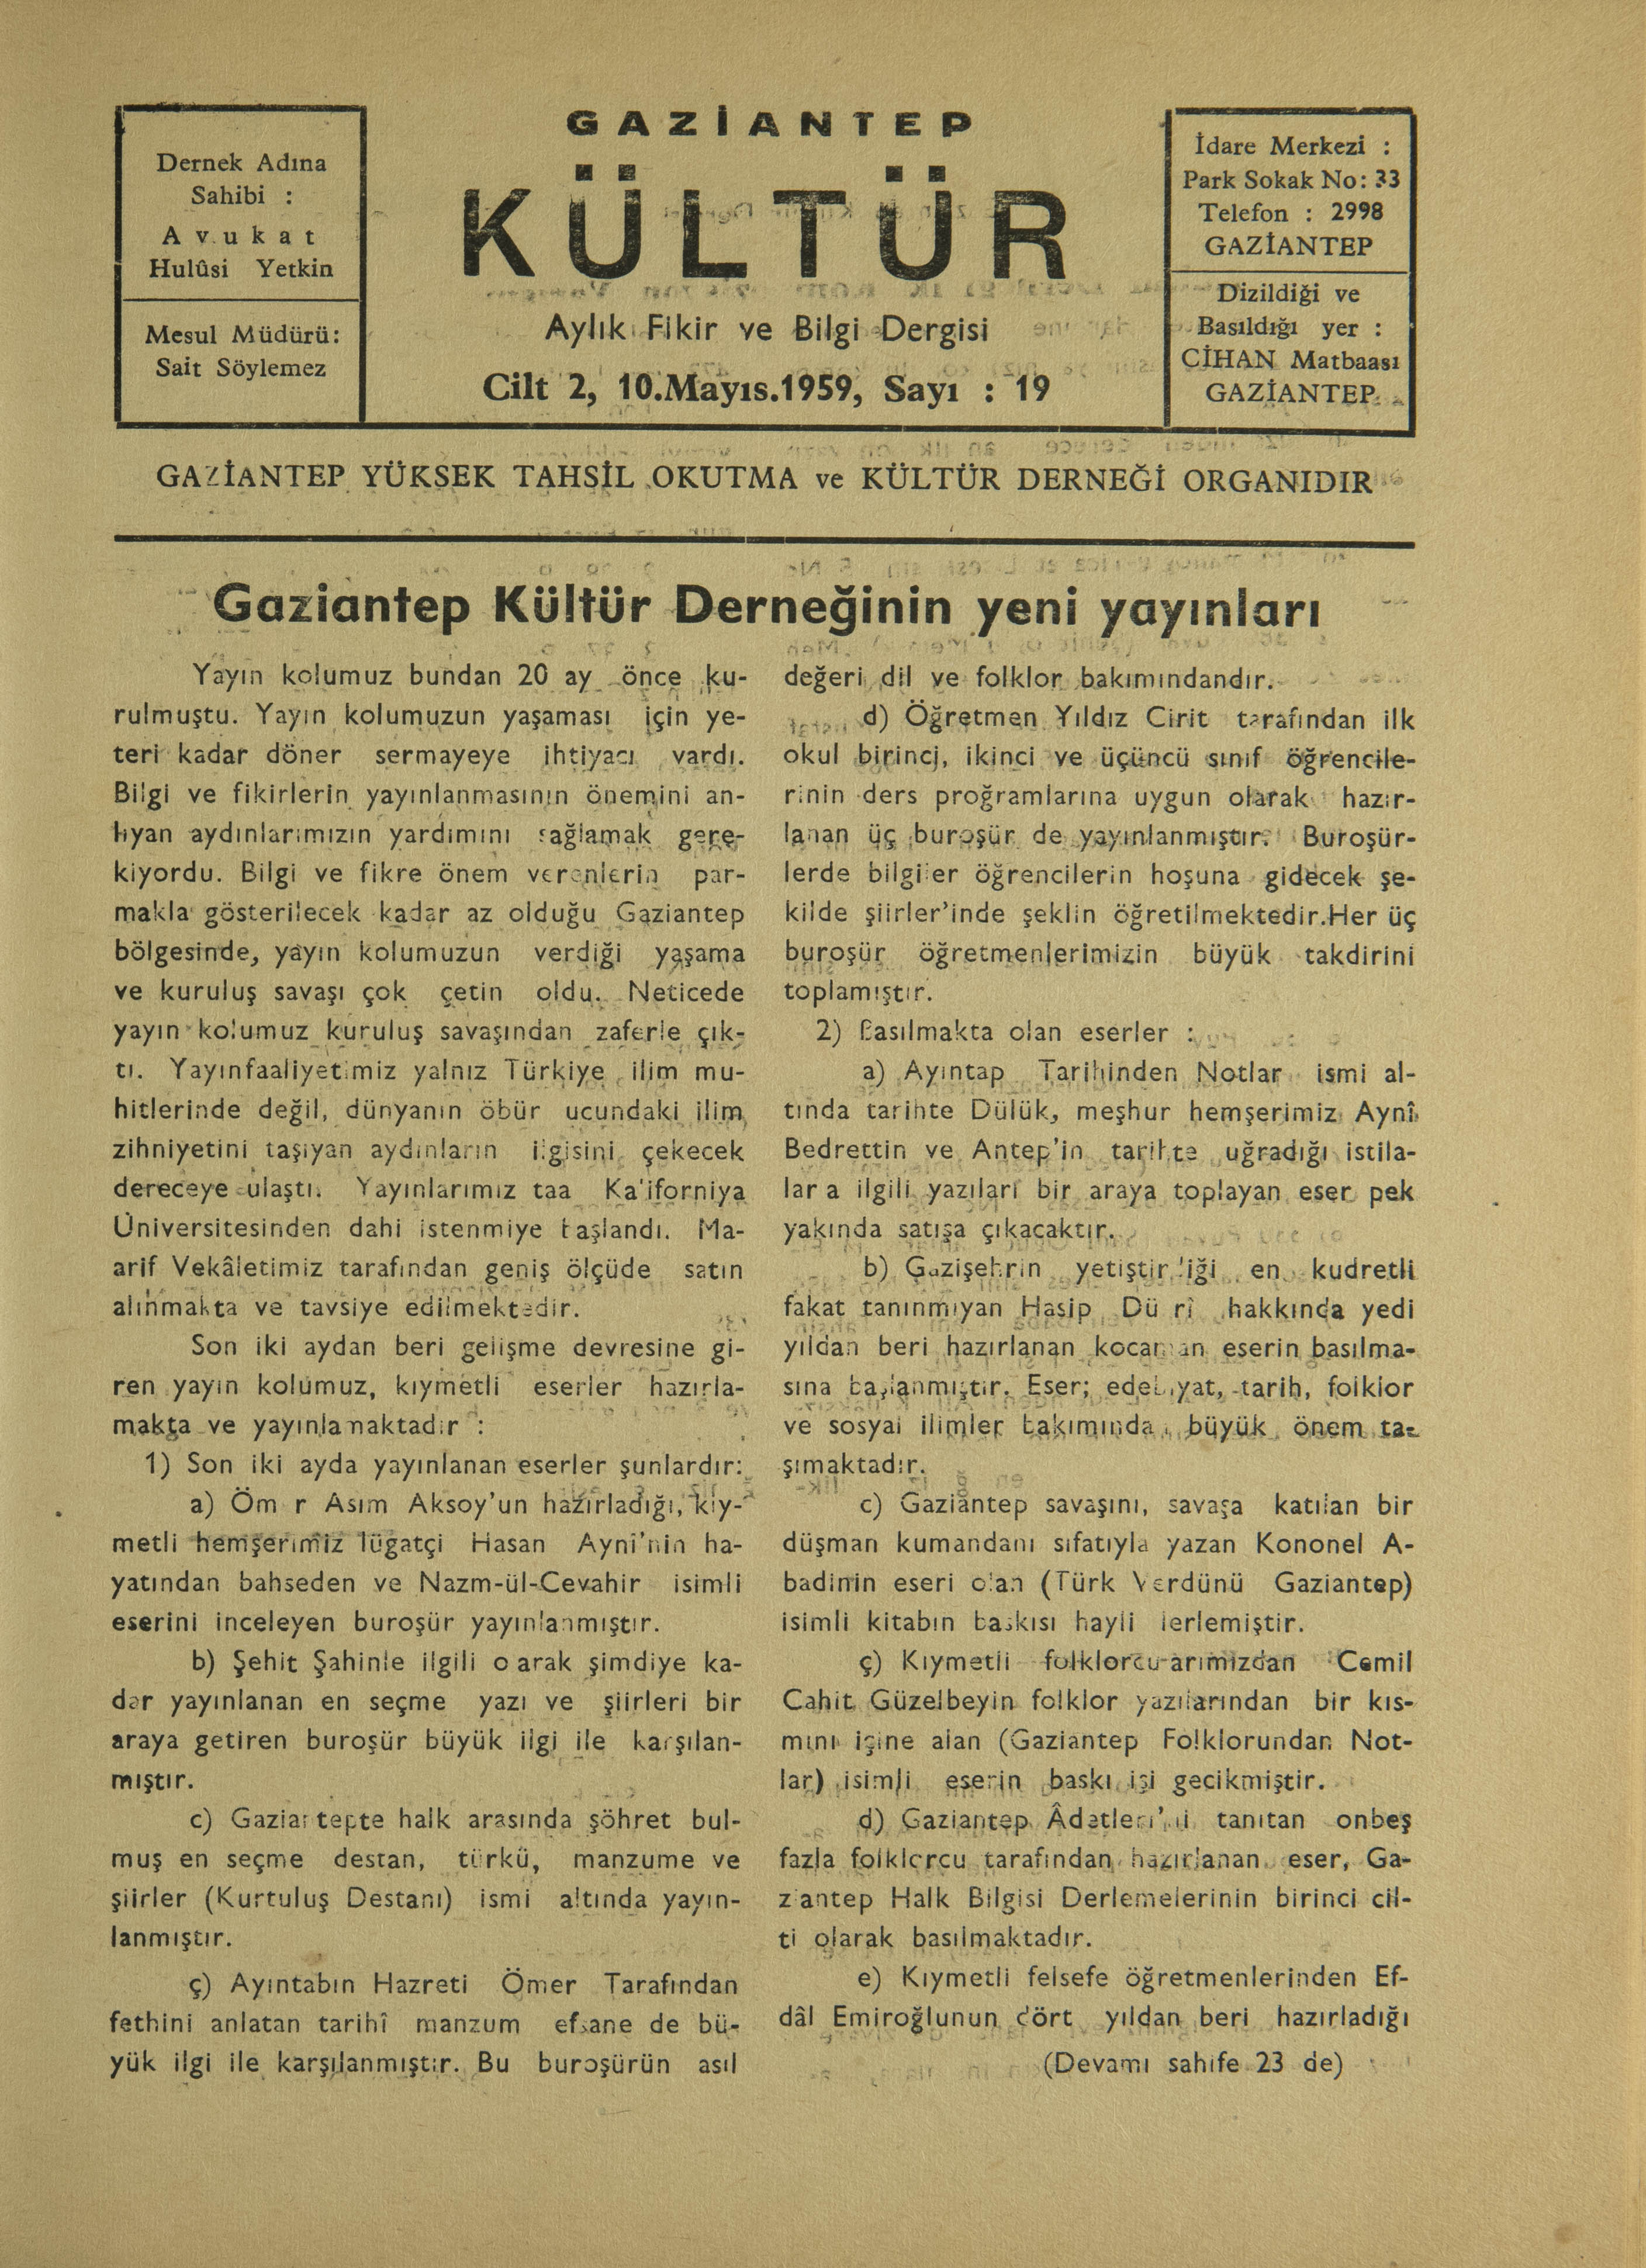 Dernek Adına
Sahibi :
Avukat
Hulûsi Yetkin
Mesul Müdürü:
Sait Söylemez
GAZİANTEP
KÜLTÜR
Aylık Fikir ve Bilgi Dergisi
Cilt 2, 10.Mayıs.1959, Sayı : 19
İdare Merkezi :
Park Sokak No: 33
Telefon : 2998
GAZİANTEP
Dizildiği ve
Basıldığı yer :
CİHAN Matbaası
GAZİANTEP
GAZİANTEP YÜKSEK TAHSİL OKUTMA ve KÜLTÜR DERNEĞİ ORGANIDIR
Gaziantep Kültür Derneğinin yeni yayınları
Yayın kolumuz bundan 20 ay önce ku-
rulmuştu. Yayın kolumuzun yaşaması için ye-
teri kadar döner sermayeye ihtiyacı vardı.
Bilgi ve fikirlerin yayınlanmasının önemini an-
lıyan aydınlarımızın yardımını sağlamak gere-
kiyordu. Bilgi ve fikre önem verenlerin par-
makla gösterilecek kadar az olduğu Gaziantep
bölgesinde, yayın kolumuzun verdiği yaşama
ve kuruluş savaşı çok çetin oldu. Neticede
yayın kolumuz kuruluş savaşından zaferle çık-
tı. Yayınfaaliyetimiz yalnız Türkiye ilim mu-
hitlerinde değil, dünyanın öbür ucundaki ilim
zihniyetini taşıyan aydınların ilgisini çekecek
dereceye ulaştı. Yayınlarımız taa Kaliforniya
Üniversitesinden dahi istenmiye başlandı. Ma-
arif Vekâletimiz tarafından geniş ölçüde satın
alınmakta ve tavsiye edilmektedir.
Son iki aydan beri gelişme devresine gi-
ren yayın kolumuz, kıymetli eserler hazırla-
makta ve yayınlamaktadır :
1) Son iki ayda yayınlanan eserler şunlardır:
a) Öm r Asım Aksoy'un hazırladığı, kıy-
metli hemşerimiz lügatçi Hasan Ayni'nin ha-
yatından bahseden ve Nazm-ül-Cevahir isimli
eserini inceleyen buroşür yayınlanmıştır.
b) Şehit Şahinle ilgili o arak şimdiye ka-
dar yayınlanan en seçme yazı ve şiirleri bir
araya getiren buroşür büyük ilgi ile karşılan-
mıştır.
c) Gaziantepte halk arasında şöhret bul-
muş en seçme destan, türkü, manzume ve
şiirler (Kurtuluş Destanı) ismi altında yayın-
lanmıştır.
ç) Ayıntabın Hazreti Ömer Tarafından
fethini anlatan tarihî manzum efsane de bü-
yük ilgi ile karşılanmıştır. Bu buroşürün asıl
değeri dil ve folklor bakımındandır.
d) Öğretmen Yıldız Cirit tarafından ilk
okul birinci, ikinci ve üçüncü sınıf öğrencile-
rinin ders proğramlarına uygun olarak hazır-
lanan üç buroşür de yayınlanmıştır. Buroşür-
lerde bilgiler öğrencilerin hoşuna gidecek şe-
kilde şiirler'inde şeklin öğretilmektedir.Her üç
buroşür öğretmenlerimizin büyük takdirini
toplamıştır.
2) Basılmakta olan eserler :
a) Ayıntap Tarihinden Notlar ismi al-
tında tarihte Dülük, meşhur hemşerimiz Aynî
Bedrettin ve Antep'in tarihte uğradığı istila-
lar a ilgili yazıları bir araya toplayan eser pek
yakında satışa çıkacaktır.
b) Gazişehrin yetiştirdiği en kudretli
fakat tanınmıyan Hasip Dü rî hakkında yedi
yıldan beri hazırlanan kocaman eserin basılma-
sına başlanmıştır. Eser; edebiyat, tarih, folklor
ve sosyal ilimler bakımında, büyük önem ta-
şımaktadır.
c) Gaziantep savaşını, savaşa katılan bir
düşman kumandanı sıfatıyla yazan Kononel A-
badinin eseri olan (Türk Verdünü Gaziantep)
isimli kitabın baskısı hayli ilerlemiştir.
ç) Kıymetli folklorcularımızdan Cemil
Cahit Güzelbeyin folklor yazılarından bir kıs-
mını içine alan (Gaziantep Folklorundan Not-
lar) isimli eserin baskı işi gecikmiştir.
d) Gaziantep Âdetleri'ni tanıtan onbeş
fazla folklorcu tarafından hazırlanan eser, Ga-
ziantep Halk Bilgisi Derlemelerinin birinci cil-
ti olarak basılmaktadır.
e) Kıymetli felsefe öğretmenlerinden Ef-
dâl Emiroğlunun dört yıldan beri hazırladığı
(Devamı sahife 23 de)